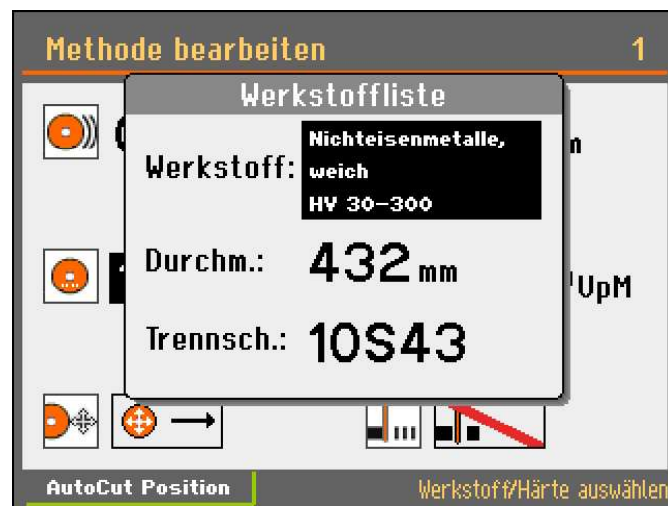 Methode bearbeiten 1
Werkstoffliste
Werkstoff: Nichteisenmetalle,
weich
HV 30-300
Durchm.: 432 mm
UpM
Trennsch.: 10S43
AutoCut Position Werkstoff/Härte auswählen